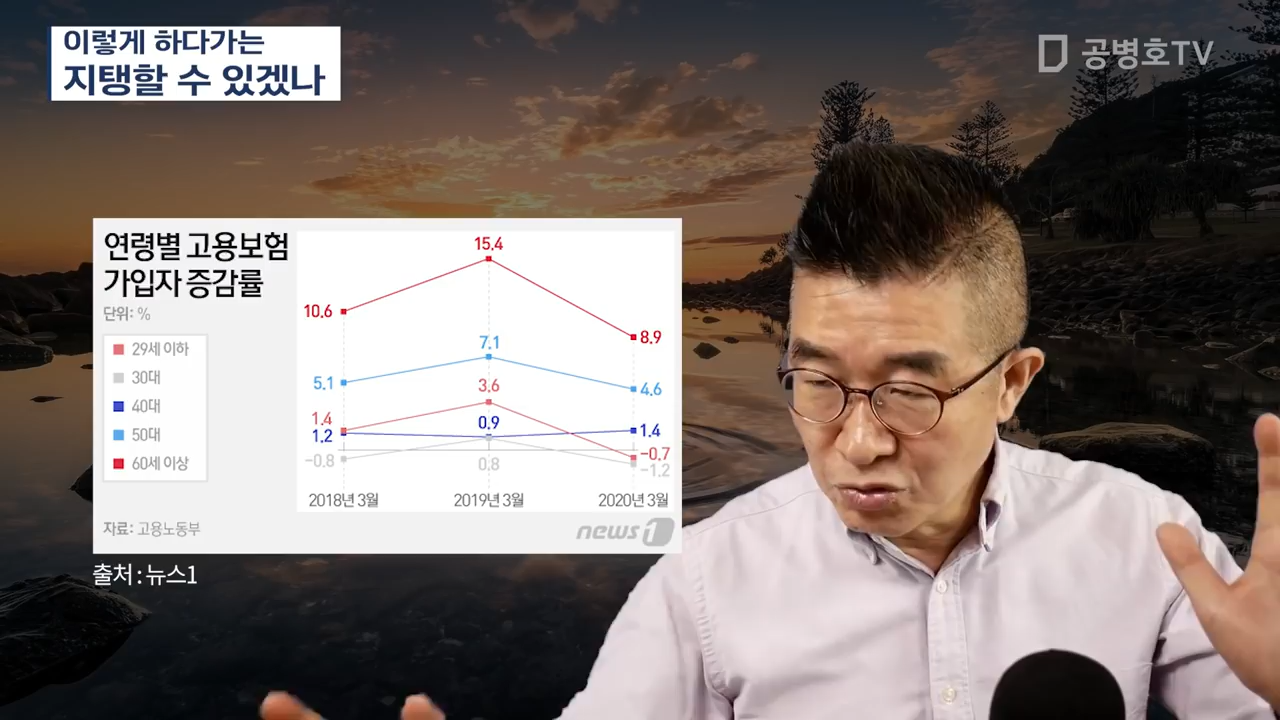 이렇게 하다가는
지탱할 수 있겠나
공병호TV
연령별 고용보험
가입자 증감률
단위: %
29세 이하
30대
40대
50대
60세 이상
15.4
10.6
8.9
7.1
5.1
4.6
3.6
1.4
1.2
0.9
1.4
-0.7
-0.8
0.8
-1.2
2018년 3월
2019년 3월
2020년 3월
자료: 고용노동부
news1
출처 : 뉴스1